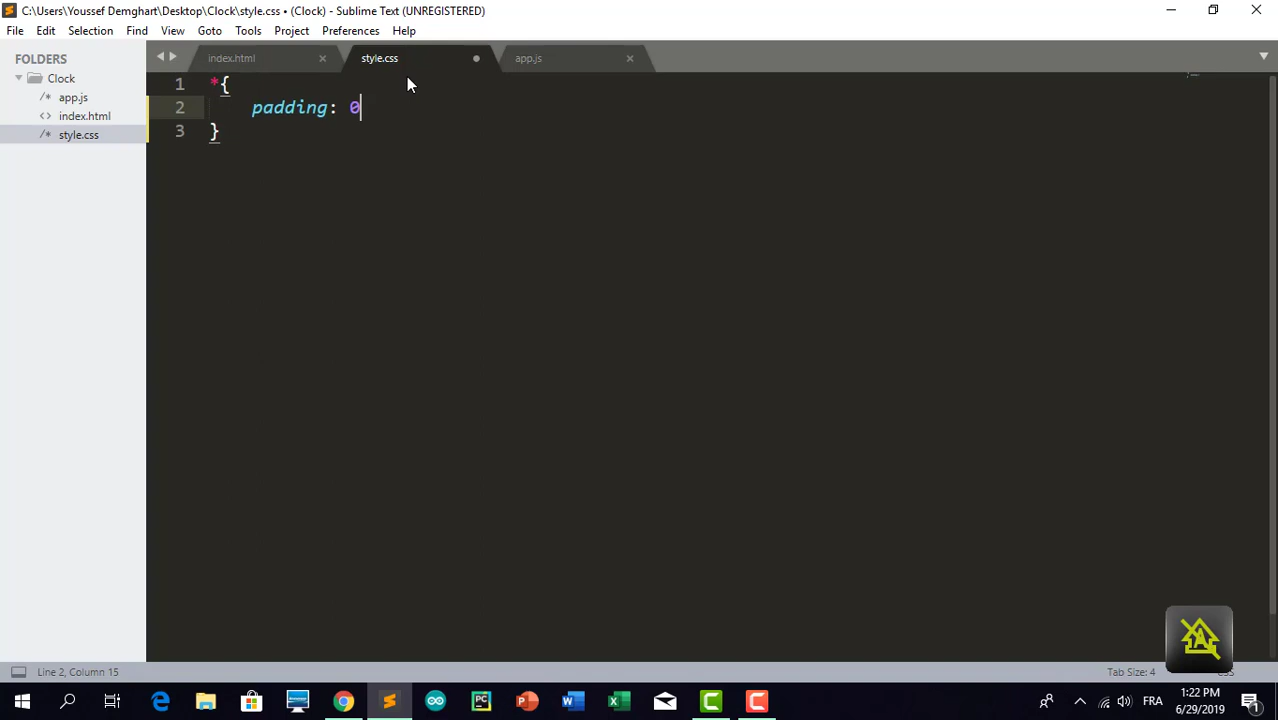 C:\Users\Youssef Demghart\Desktop\Clock\style.css • (Clock) - Sublime Text (UNREGISTERED)
File Edit Selection Find View Goto Tools Project Preferences Help
FOLDERS
Clock
/* app.js
<> index.html
/* style.css
index.html
style.css
app.js
1 *{
2 padding: 0
3 }
Line 2, Column 15
Tab Size: 4
CSS
FRA
1:22 PM
6/29/2019